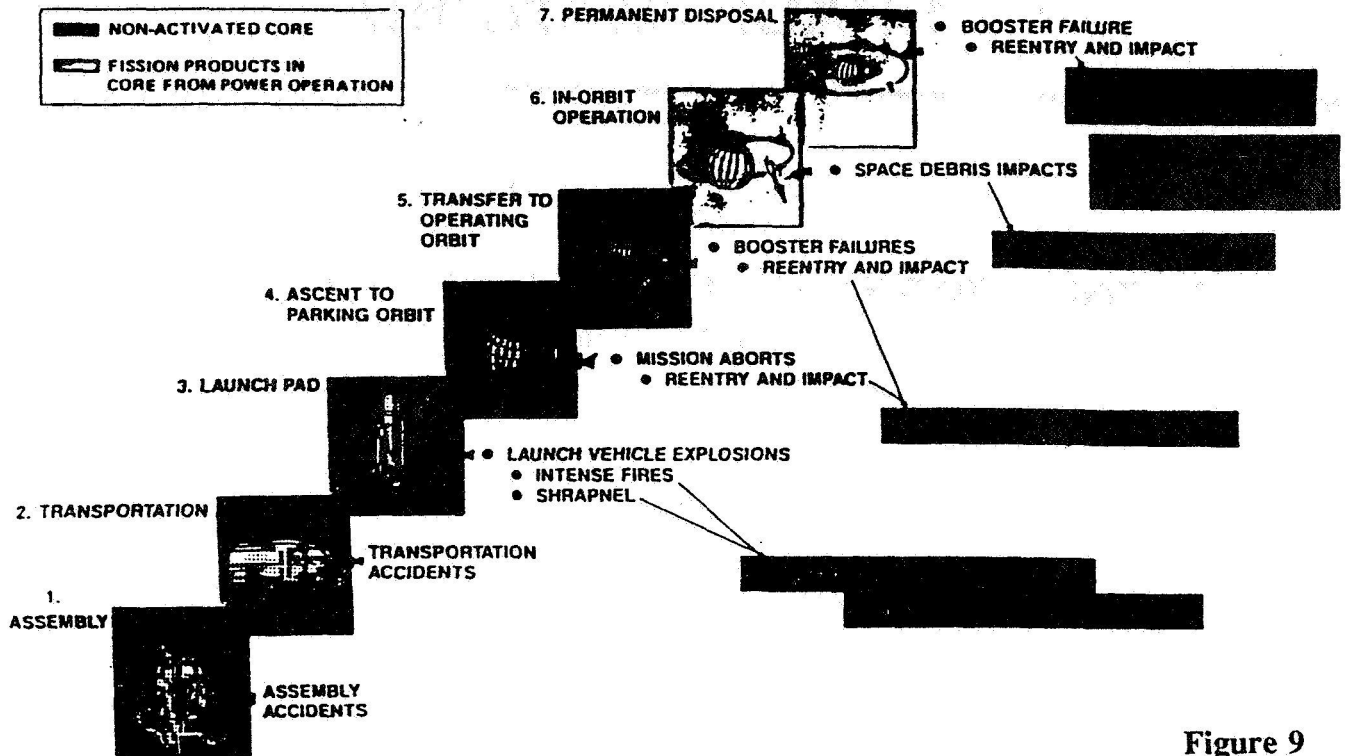 NON-ACTIVATED CORE
FISSION PRODUCTS IN
CORE FROM POWER OPERATION
7. PERMANENT DISPOSAL
• BOOSTER FAILURE
• REENTRY AND IMPACT
6. IN-ORBIT
OPERATION
• SPACE DEBRIS IMPACTS
5. TRANSFER TO
OPERATING
ORBIT
• BOOSTER FAILURES
• REENTRY AND IMPACT
4. ASCENT TO
PARKING ORBIT
• MISSION ABORTS
• REENTRY AND IMPACT
3. LAUNCH PAD
• LAUNCH VEHICLE EXPLOSIONS
• INTENSE FIRES
• SHRAPNEL
2. TRANSPORTATION
TRANSPORTATION
ACCIDENTS
1.
ASSEMBLY
ASSEMBLY
ACCIDENTS
Figure 9